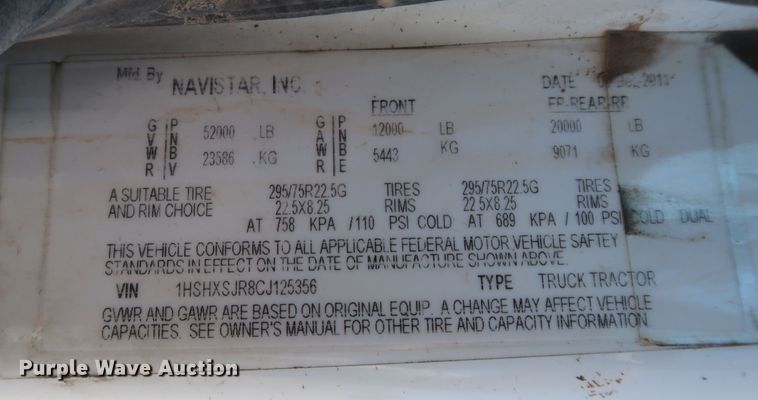 Mfd. By NAVISTAR, INC. DATE
FRONT FR-REAR/RR
GVWR PNBV 52000 LB GAWR PNBE 12000 LB 20000 LB
23586 KG 5443 KG 9071 KG
A SUITABLE TIRE 295/75R22.5G TIRES 295/75R22.5G TIRES
AND RIM CHOICE 22.5X8.25 RIMS 22.5X8.25 RIMS
AT 758 KPA /110 PSI COLD AT 689 KPA / 100 PSI COLD DUAL
THIS VEHICLE CONFORMS TO ALL APPLICABLE FEDERAL MOTOR VEHICLE SAFTEY
STANDARDS IN EFFECT ON THE DATE OF MANUFACTURE SHOWN ABOVE.
VIN 1HSHXSJR8CJ125356 TYPE TRUCK TRACTOR
GVWR AND GAWR ARE BASED ON ORIGINAL EQUIP. A CHANGE MAY AFFECT VEHICLE
CAPACITIES. SEE OWNER'S MANUAL FOR OTHER TIRE AND CAPACITY INFORMATION
Purple Wave Auction